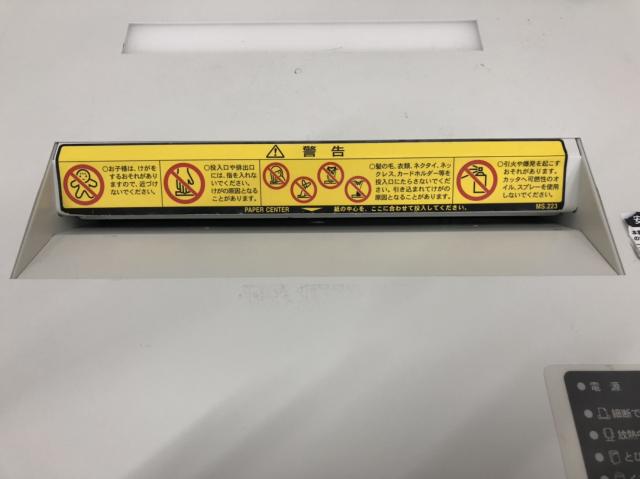 ⚠ 警告
○お子様は、けがを
するおそれがあり
ますので、近づけ
ないでください。
○投入口や排出口
には、指を入れな
いでください。
けがの原因となる
ことがあります。
○髪の毛、衣類、ネクタイ、ネッ
クレス、カードホルダー等を
投入口にたらさないでくだ
さい。引き込まれてけがの
原因となることがあります。
○引火や爆発を起こす
おそれがあります。
カッタへ可燃性のオ
イル、スプレーを使用
しないでください。
PAPER CENTER ▼ 紙の中心を、ここに合わせて投入してください。
MS.223
安
電源
細断で
放熱
とび